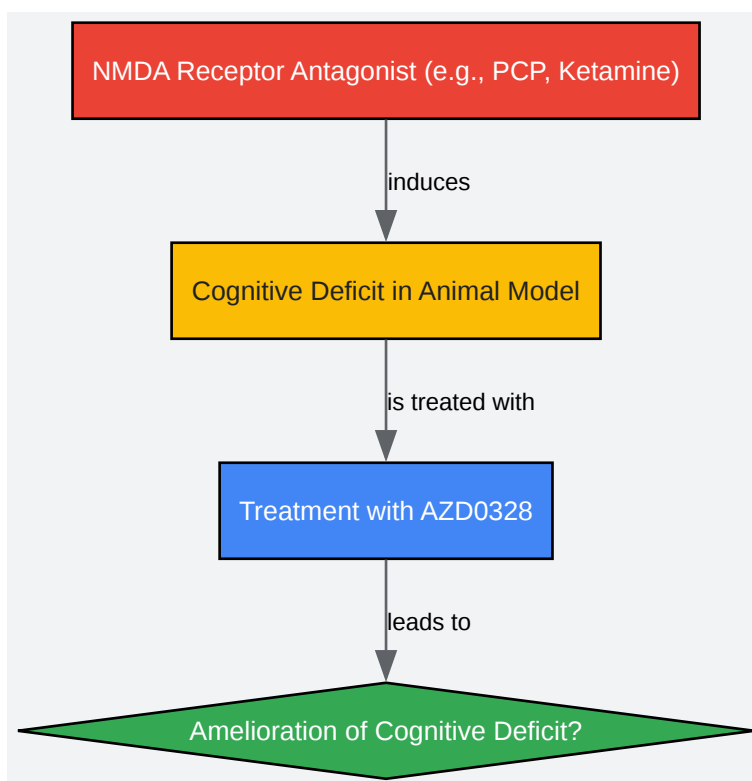 NMDA Receptor Antagonist (e.g., PCP, Ketamine)
induces
Cognitive Deficit in Animal Model
is treated with
Treatment with AZD0328
leads to
Amelioration of Cognitive Deficit?